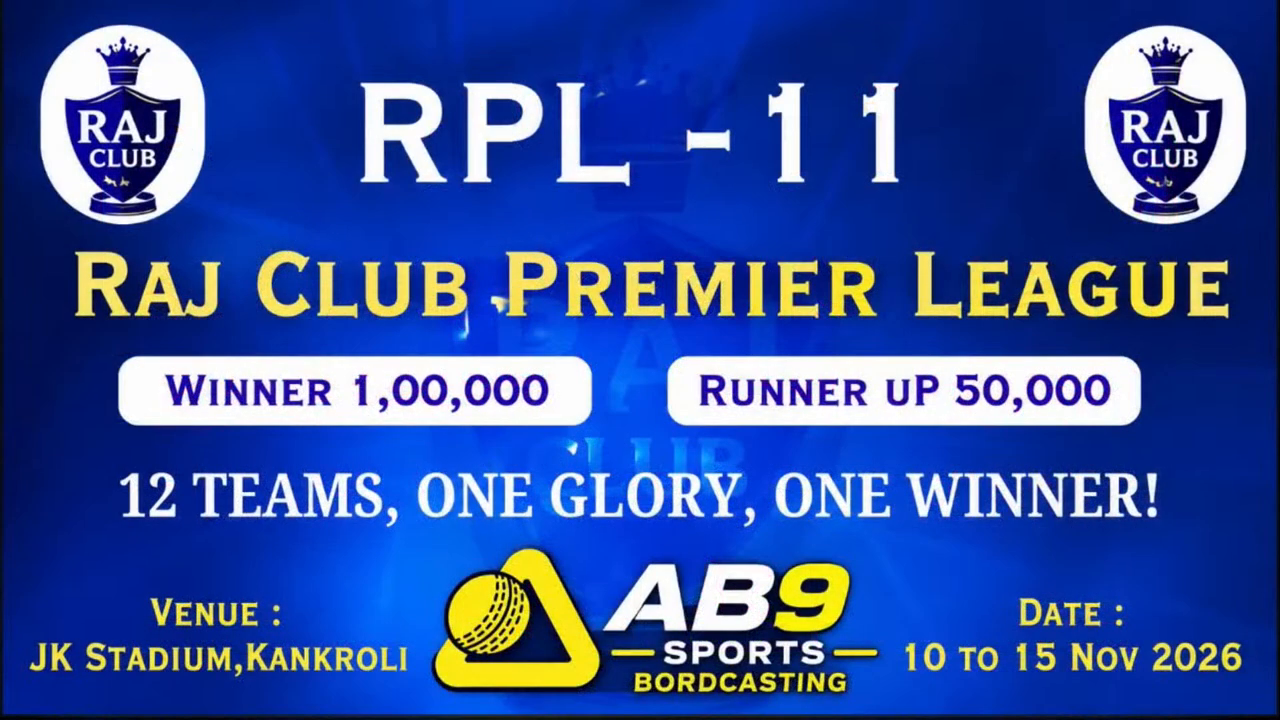 RAJ
CLUB
RPL -11
RAJ
CLUB
RAJ CLUB PREMIER LEAGUE
WINNER 1,00,000
RUNNER UP 50,000
12 TEAMS, ONE GLORY, ONE WINNER!
VENUE :
JK STADIUM,KANKROLI
AB9
SPORTS
BORDCASTING
DATE :
10 TO 15 NOV 2026